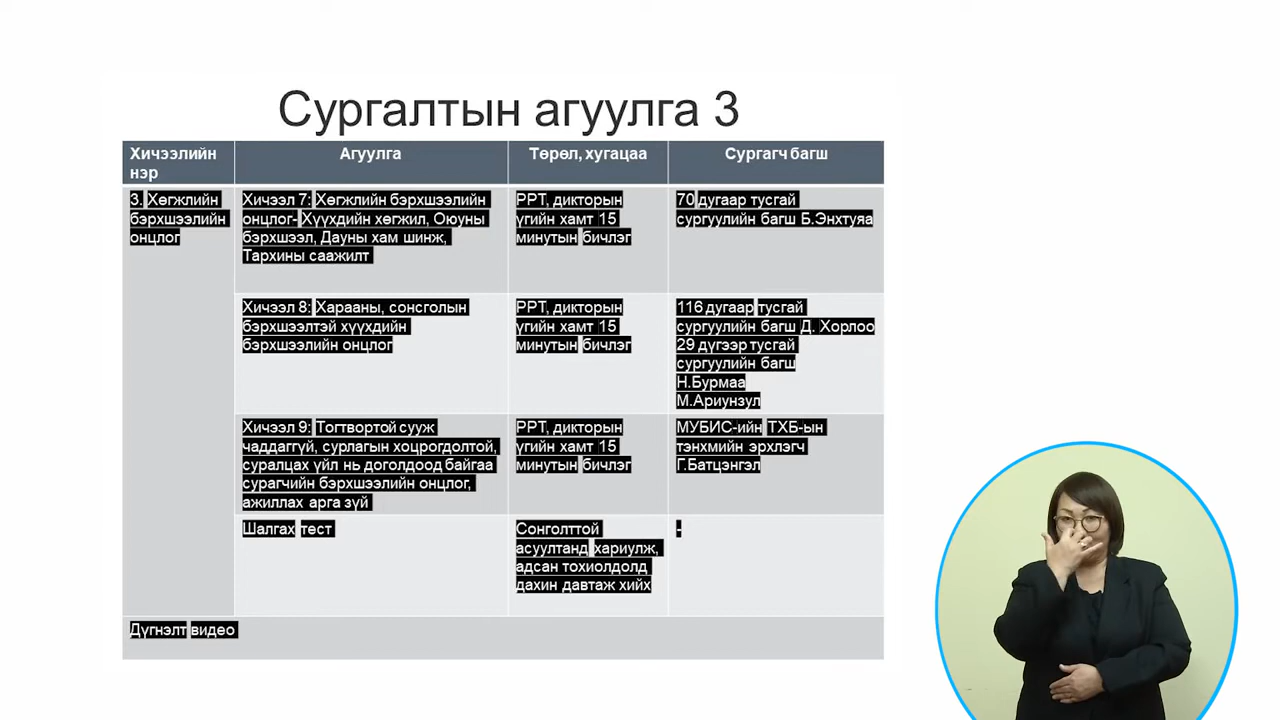 Сургалтын агуулга 3
Хичээлийн
нэр
Агуулга
Төрөл, хугацаа
Сургагч багш
3. Хөгжлийн
бэрхшээлийн
онцлог
Хичээл 7: Хөгжлийн бэрхшээлийн
онцлог- Хүүхдийн хөгжил, Оюуны
бэрхшээл, Дауны хам шинж,
Тархины саажилт
PPT, дикторын
үгийн хамт 15
минутын бичлэг
70 дугаар тусгай
сургуулийн багш Б.Энхтуяа
Хичээл 8: Харааны, сонсголын
бэрхшээлтэй хүүхдийн
бэрхшээлийн онцлог
PPT, дикторын
үгийн хамт 15
минутын бичлэг
116 дугаар тусгай
сургуулийн багш Д. Хорлоо
29 дүгээр тусгай
сургуулийн багш
Н.Бурмаа
М.Ариунзул
Хичээл 9: Тогтвортой сууж
чаддаггүй, сурлагын хоцрогдолтой,
суралцах үйл нь доголдоод байгаа
сурагчийн бэрхшээлийн онцлог,
ажиллах арга зүй
PPT, дикторын
үгийн хамт 15
минутын бичлэг
МУБИС-ийн ТХБ-ын
тэнхмийн эрхлэгч
Г.Батцэнгэл
Шалгах тест
Сонголттой
асуултанд хариулж,
адсан тохиолдолд
дахин давтаж хийх
-
Дүгнэлт видео